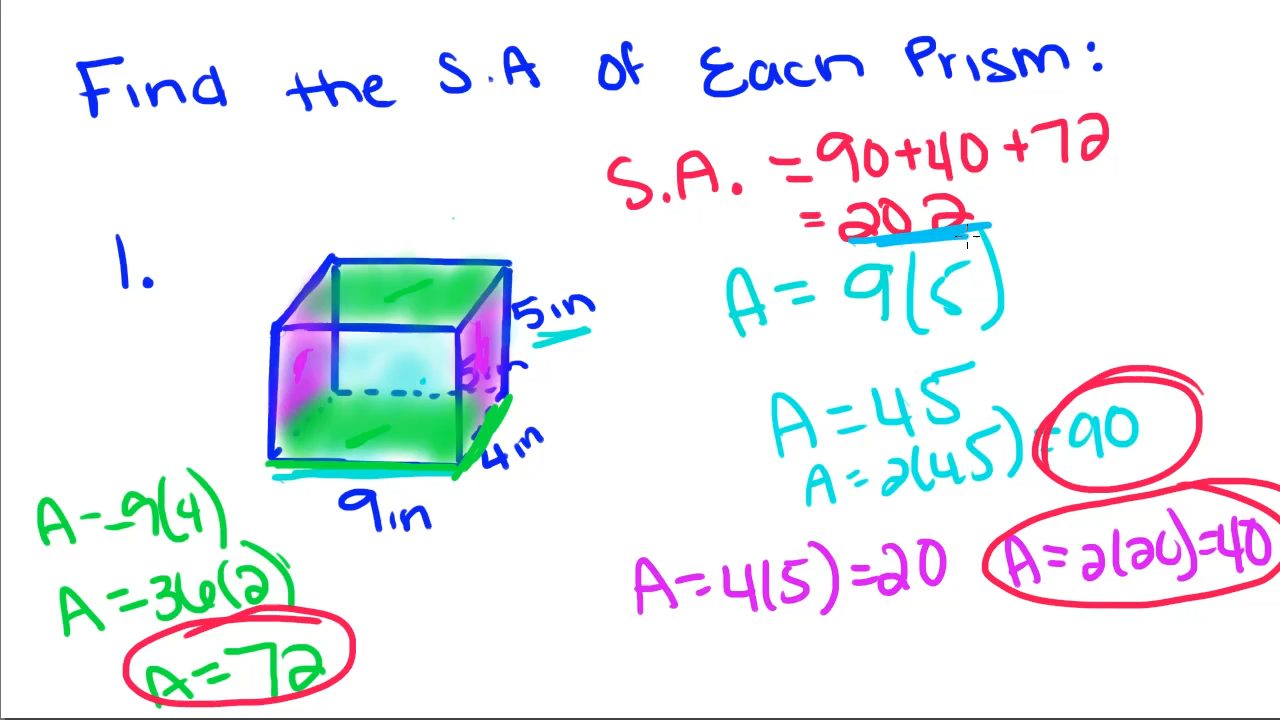 Find the S.A of Each Prism:
S.A. = 90+40+72
= 202
1.
5in
5in
4in
9in
A = 9(5)
A = 45
A = 2(45) = 90
A = 4(5) = 20
A = 2(20) = 40
A = 9(4)
A = 36(2)
A = 72